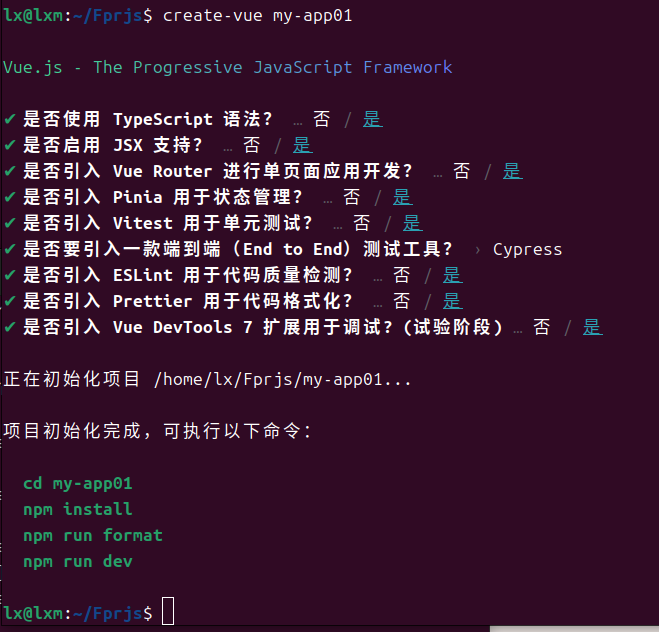 lx@lxm:~/Fprjs$ create-vue my-app01
Vue.js - The Progressive JavaScript Framework
✔ 是否使用 TypeScript 语法? … 否 / 是
✔ 是否启用 JSX 支持? … 否 / 是
✔ 是否引入 Vue Router 进行单页面应用开发? … 否 / 是
✔ 是否引入 Pinia 用于状态管理? … 否 / 是
✔ 是否引入 Vitest 用于单元测试? … 否 / 是
✔ 是否要引入一款端到端（End to End）测试工具? › Cypress
✔ 是否引入 ESLint 用于代码质量检测? … 否 / 是
✔ 是否引入 Prettier 用于代码格式化? … 否 / 是
✔ 是否引入 Vue DevTools 7 扩展用于调试? (试验阶段) … 否 / 是
正在初始化项目 /home/lx/Fprjs/my-app01...
项目初始化完成，可执行以下命令：
cd my-app01
npm install
npm run format
npm run dev
lx@lxm:~/Fprjs$